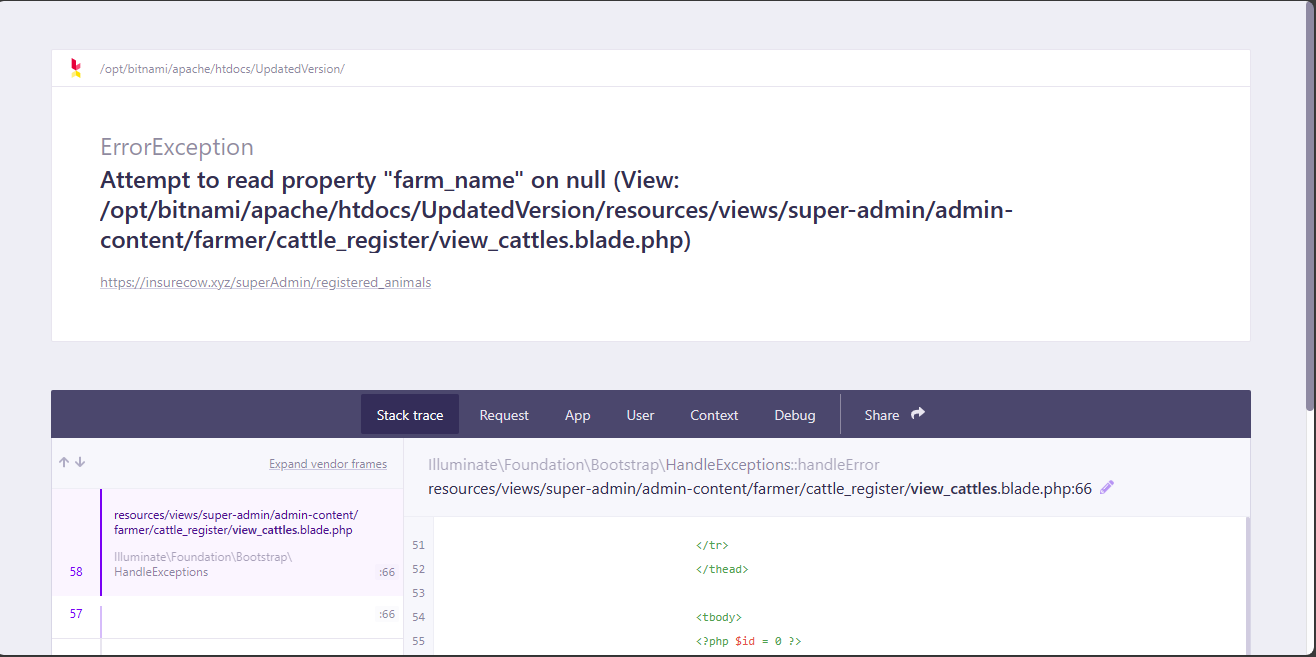 /opt/bitnami/apache/htdocs/UpdatedVersion/
ErrorException
Attempt to read property "farm_name" on null (View:
/opt/bitnami/apache/htdocs/UpdatedVersion/resources/views/super-admin/admin-
content/farmer/cattle_register/view_cattles.blade.php)
https://insurecow.xyz/superAdmin/registered_animals
Stack trace Request App User Context Debug Share
Expand vendor frames
resources/views/super-admin/admin-content/
farmer/cattle_register/view_cattles.blade.php
Illuminate\Foundation\Bootstrap\
58 HandleExceptions :66
57 :66
Illuminate\Foundation\Bootstrap\HandleExceptions::handleError
resources/views/super-admin/admin-content/farmer/cattle_register/view_cattles.blade.php:66
51 </tr>
52 </thead>
53
54 <tbody>
55 <?php $id = 0 ?>